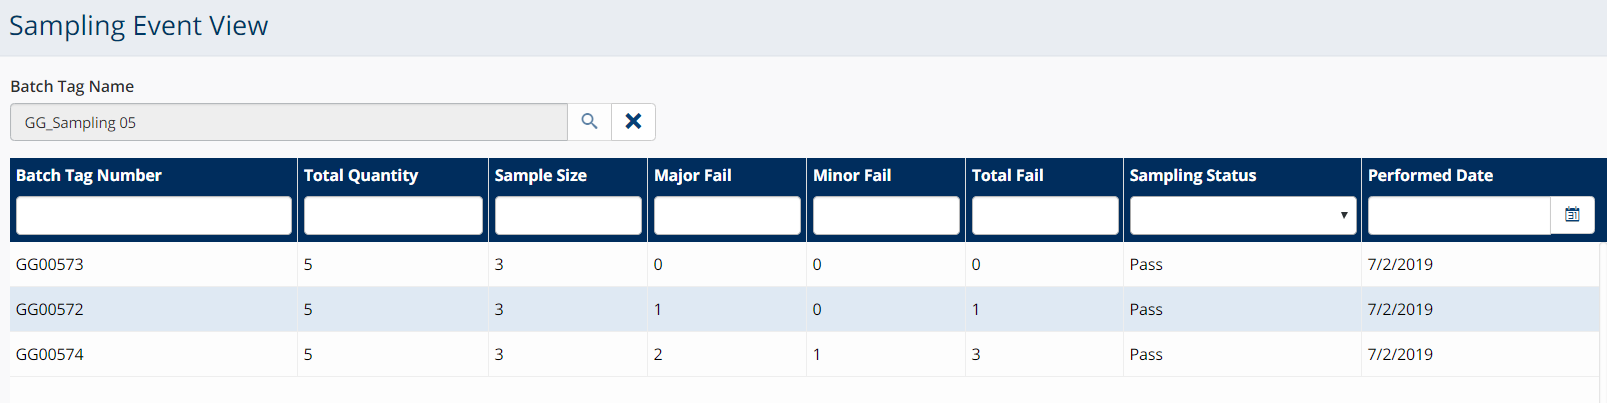 Sampling Event View
Batch Tag Name
GG_Sampling 05
Batch Tag Number Total Quantity Sample Size Major Fail Minor Fail Total Fail Sampling Status Performed Date
GG00573 5 3 0 0 0 Pass 7/2/2019
GG00572 5 3 1 0 1 Pass 7/2/2019
GG00574 5 3 2 1 3 Pass 7/2/2019